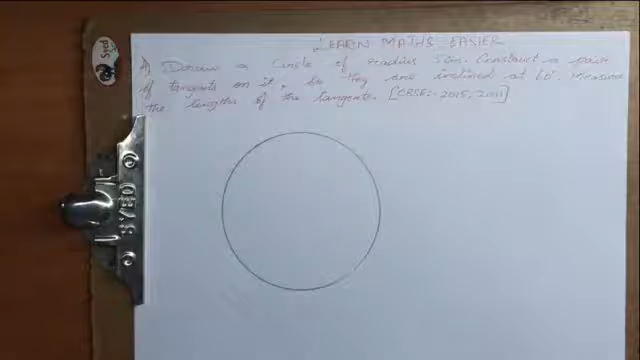 LEARN MATHS EASIER
Draw a circle of radius 5cm. Construct a pair
of tangents on it, so they are inclined at 60°. Measure
the lengths of the tangents. [CBSE:- 2015, 2011]
Syed
SYED